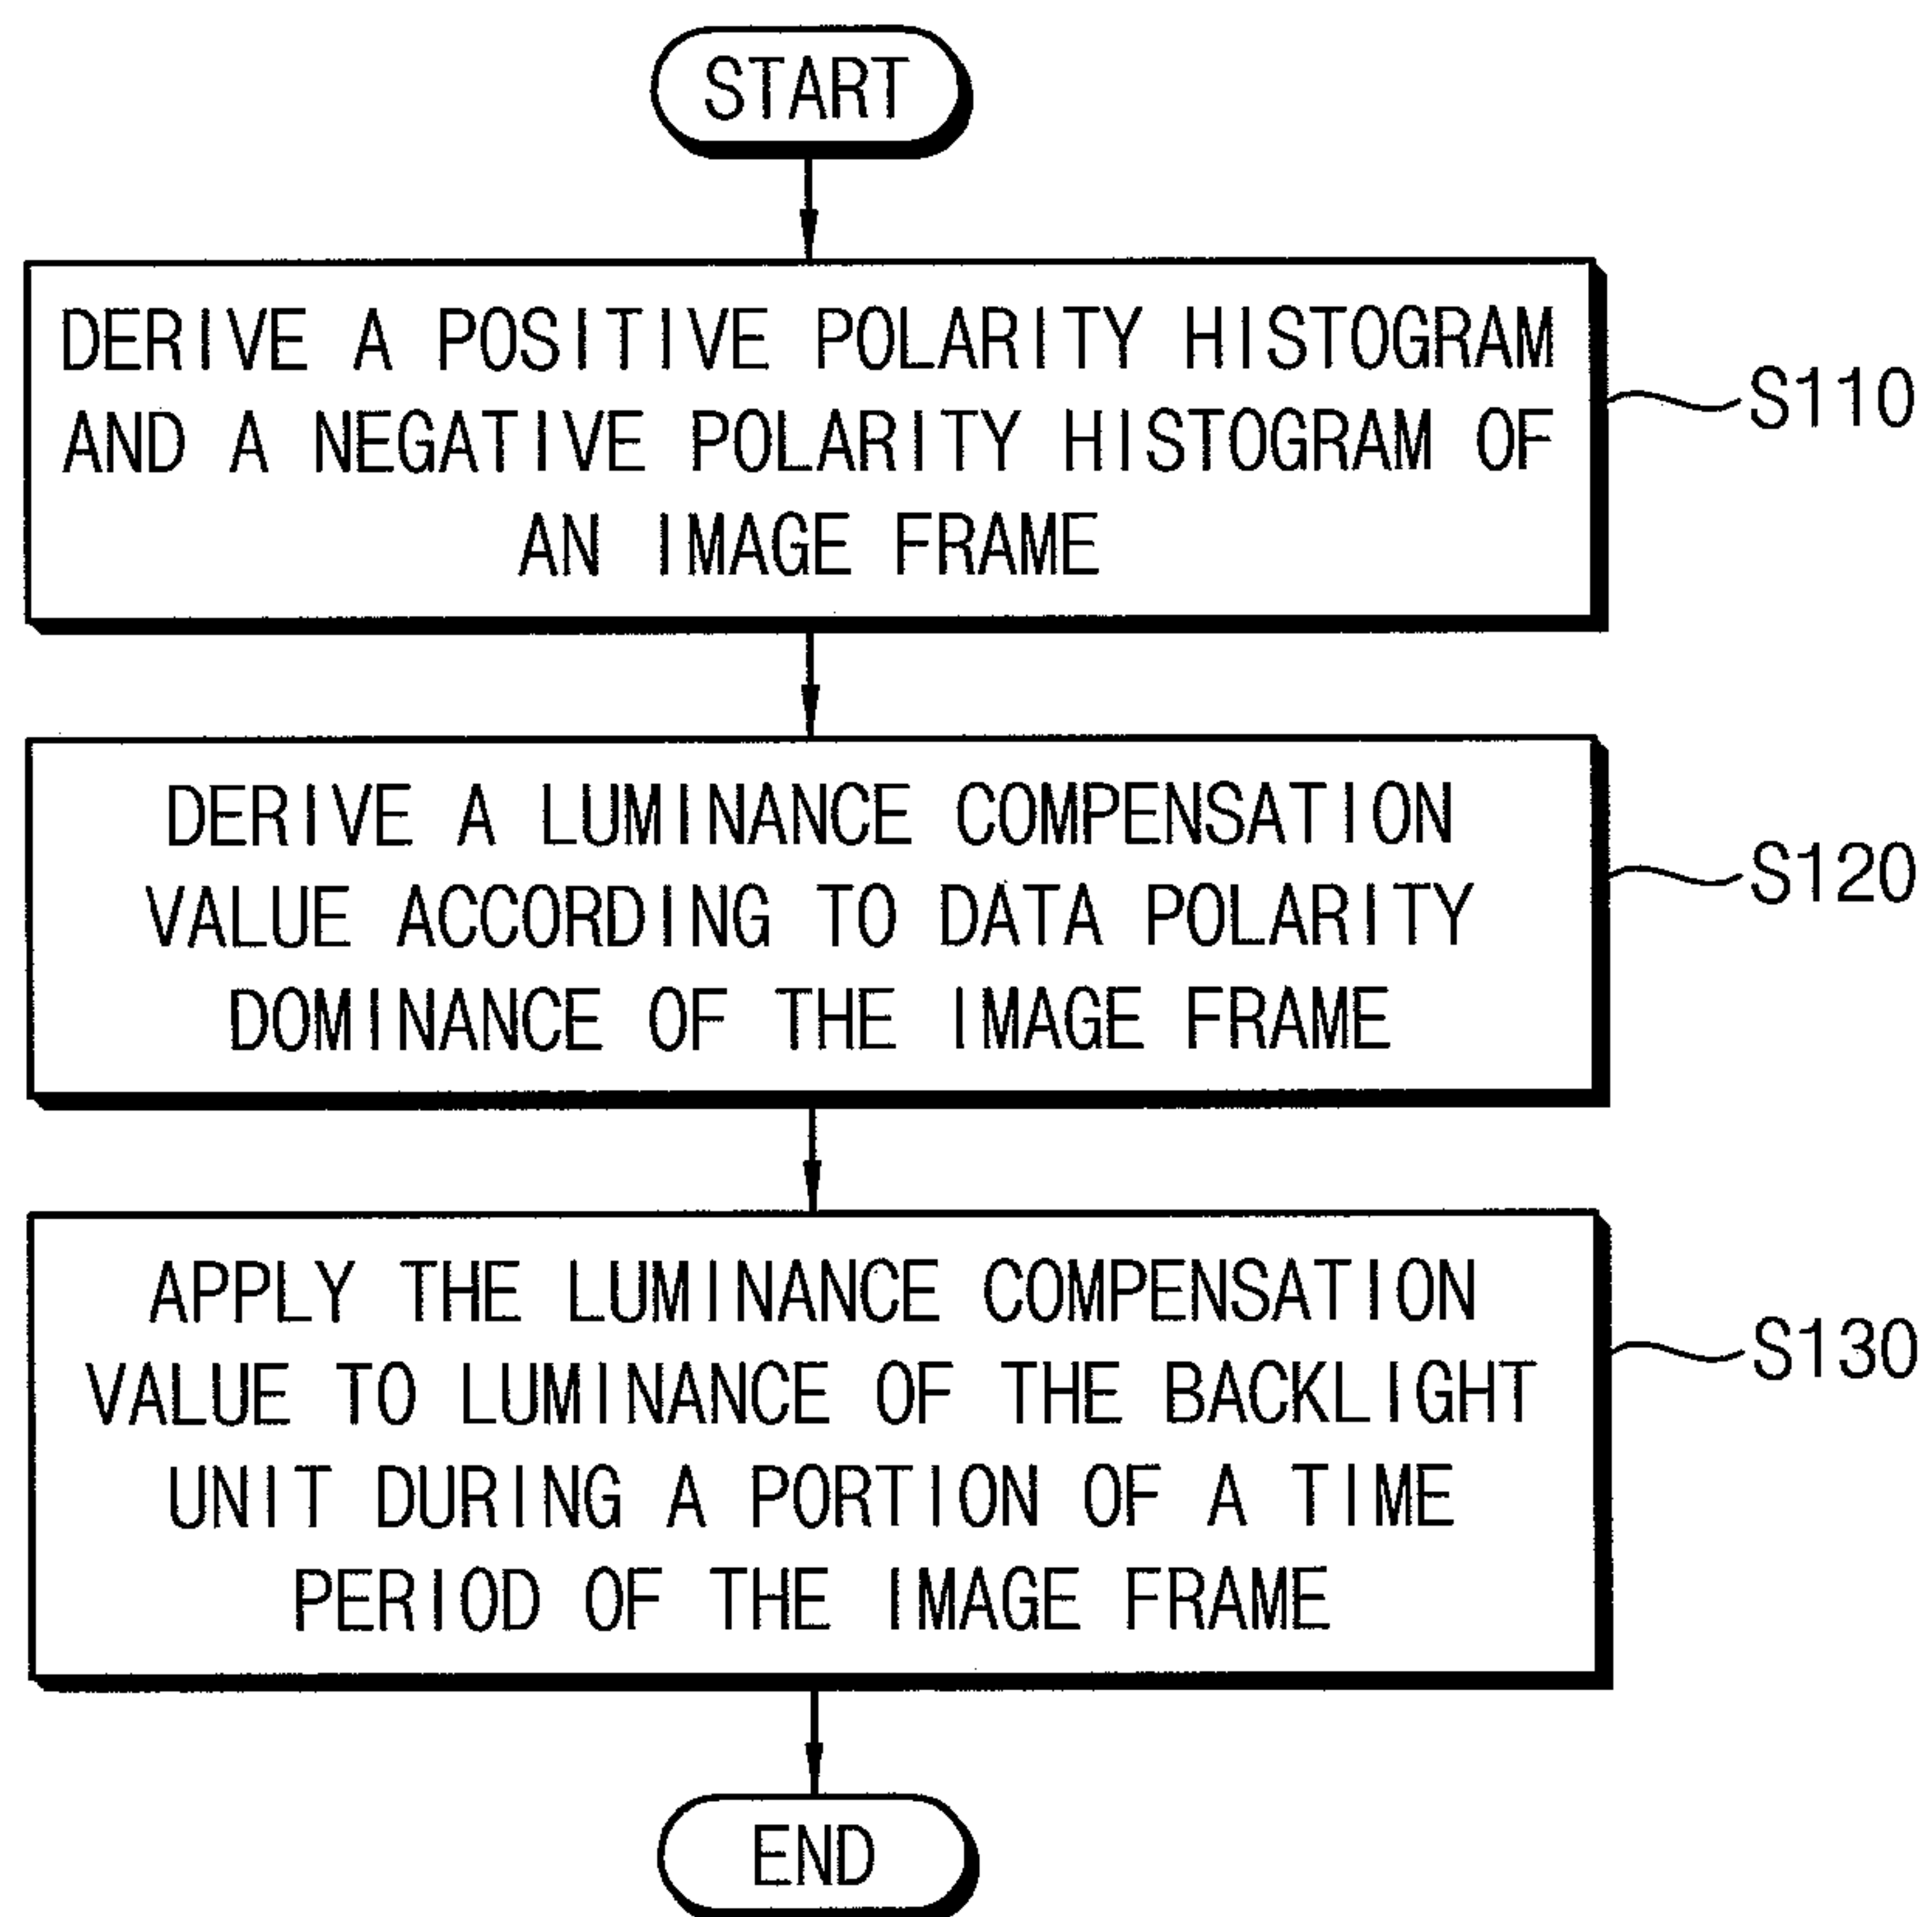 START
DERIVE A POSITIVE POLARITY HISTOGRAM
AND A NEGATIVE POLARITY HISTOGRAM OF
AN IMAGE FRAME
S110
DERIVE A LUMINANCE COMPENSATION
VALUE ACCORDING TO DATA POLARITY
DOMINANCE OF THE IMAGE FRAME
S120
APPLY THE LUMINANCE COMPENSATION
VALUE TO LUMINANCE OF THE BACKLIGHT
UNIT DURING A PORTION OF A TIME
PERIOD OF THE IMAGE FRAME
S130
END